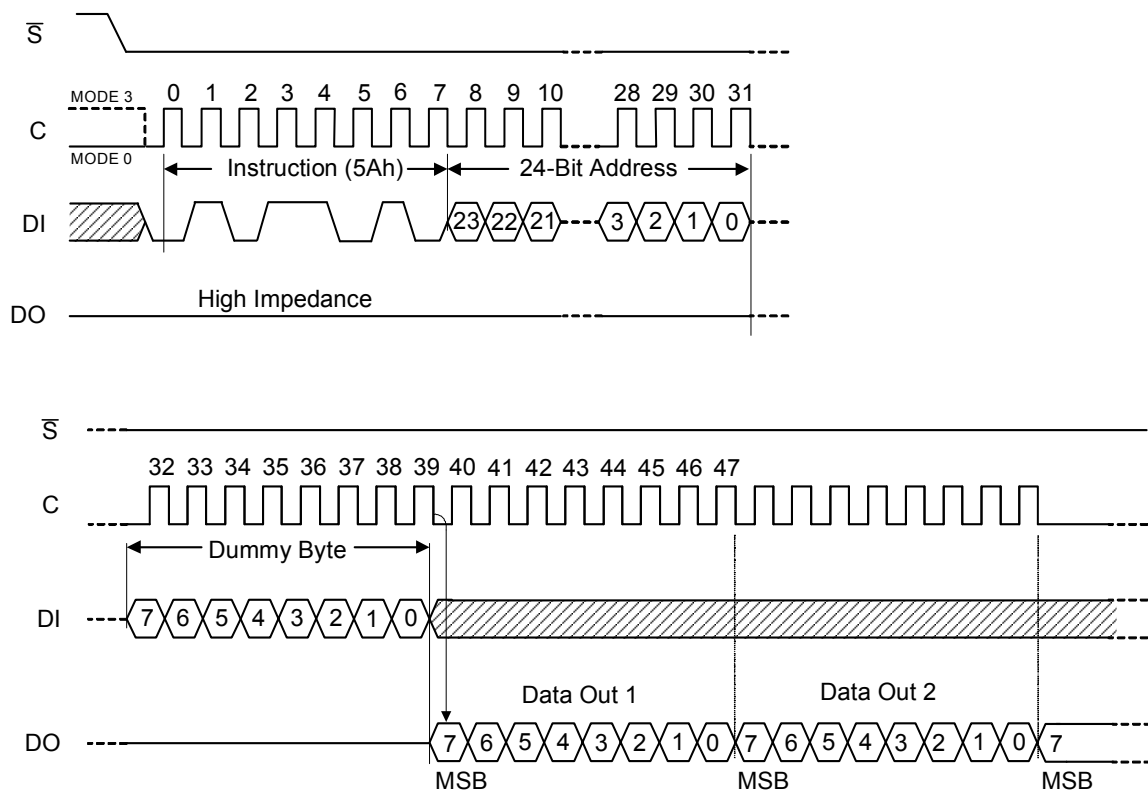 S
MODE 3
0 1 2 3 4 5 6 7 8 9 10 28 29 30 31
C
MODE 0
Instruction (5Ah) 24-Bit Address
DI 23 22 21 3 2 1 0
High Impedance
DO
S
32 33 34 35 36 37 38 39 40 41 42 43 44 45 46 47
C
Dummy Byte
DI 7 6 5 4 3 2 1 0
Data Out 1 Data Out 2
DO 7 6 5 4 3 2 1 0 7 6 5 4 3 2 1 0 7
MSB MSB MSB